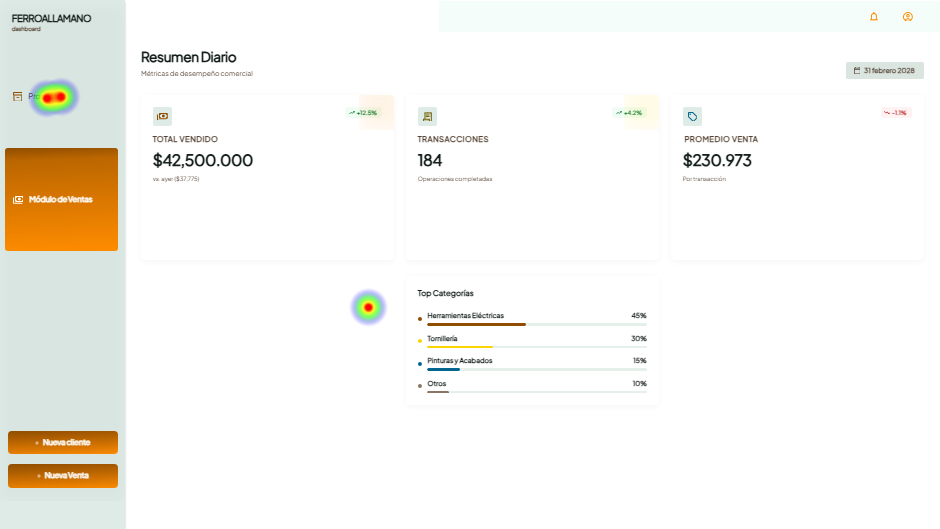 FERROALLAMANO
dashboard
Módulo de Ventas
Nueva cliente
Nueva Venta
Resumen Diario
Métricas de desempeño comercial
31 febrero 2028
+12.5%
TOTAL VENDIDO
$42,500.000
vs. ayer ($37.775)
+4.2%
TRANSACCIONES
184
Operaciones completadas
-1.1%
PROMEDIO VENTA
$230.973
Por transacción
Top Categorías
Herramientas Eléctricas 45%
Tornillería 30%
Pinturas y Acabados 15%
Otros 10%